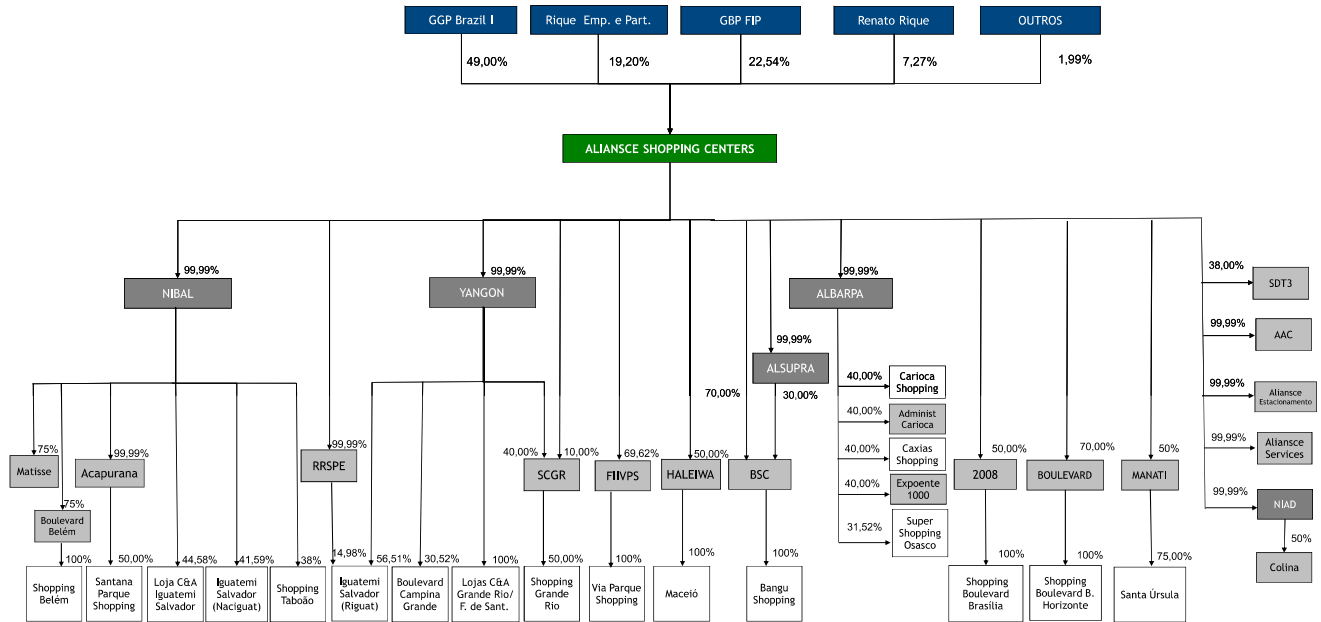 GGP Brazil I
Rique Emp. e Part.
GBP FIP
Renato Rique
OUTROS
49,00%
19,20%
22,54%
7,27%
1,99%
ALIANSCE SHOPPING CENTERS
99,99%
99,99%
99,99%
NIBAL
YANGON
ALBARPA
38,00%
SDT3
99,99%
AAC
99,99%
ALSUPRA
70,00%
30,00%
40,00%
Carioca
Shopping
40,00%
Administ
Carioca
40,00%
Caxias
Shopping
40,00%
Expoente
1000
31,52%
Super
Shopping
Osasco
99,99%
Aliansce
Estacionamento
99,99%
Aliansce
Services
99,99%
NIAD
50%
Colina
75%
Matisse
99,99%
Acapurana
75%
Boulevard
Belém
99,99%
RRSPE
40,00%
10,00%
SCGR
69,62%
FIIVPS
50,00%
HALEIWA
BSC
50,00%
2008
70,00%
BOULEVARD
50%
MANATI
100%
50,00%
44,58%
41,59%
38%
14,98%
56,51%
30,52%
100%
50,00%
100%
100%
100%
100%
100%
75,00%
Shopping
Belém
Santana
Parque
Shopping
Loja C&A
Iguatemi
Salvador
Iguatemi
Salvador
(Naciguat)
Shopping
Taboão
Iguatemi
Salvador
(Riguat)
Boulevard
Campina
Grande
Lojas C&A
Grande Rio/
F. de Sant.
Shopping
Grande
Rio
Via Parque
Shopping
Maceió
Bangu
Shopping
Shopping
Boulevard
Brasília
Shopping
Boulevard B.
Horizonte
Santa Úrsula